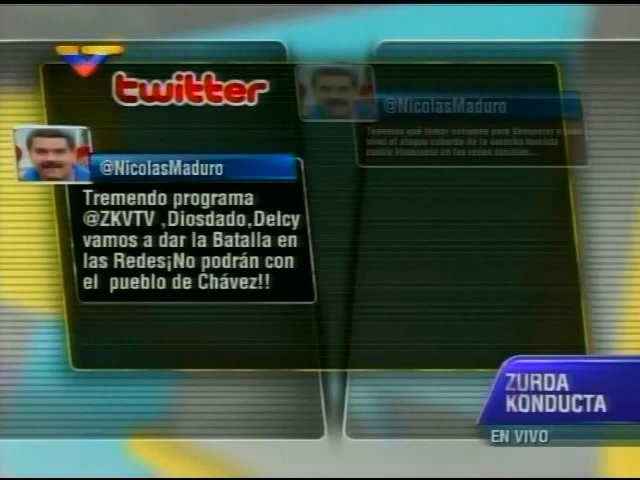 twitter
@NicolasMaduro
Tremendo programa
@ZKVTV ,Diosdado,Delcy
vamos a dar la Batalla en
las Redes¡No podrán con
el pueblo de Chávez!!
@NicolasMaduro
ZURDA
KONDUCTA
EN VIVO